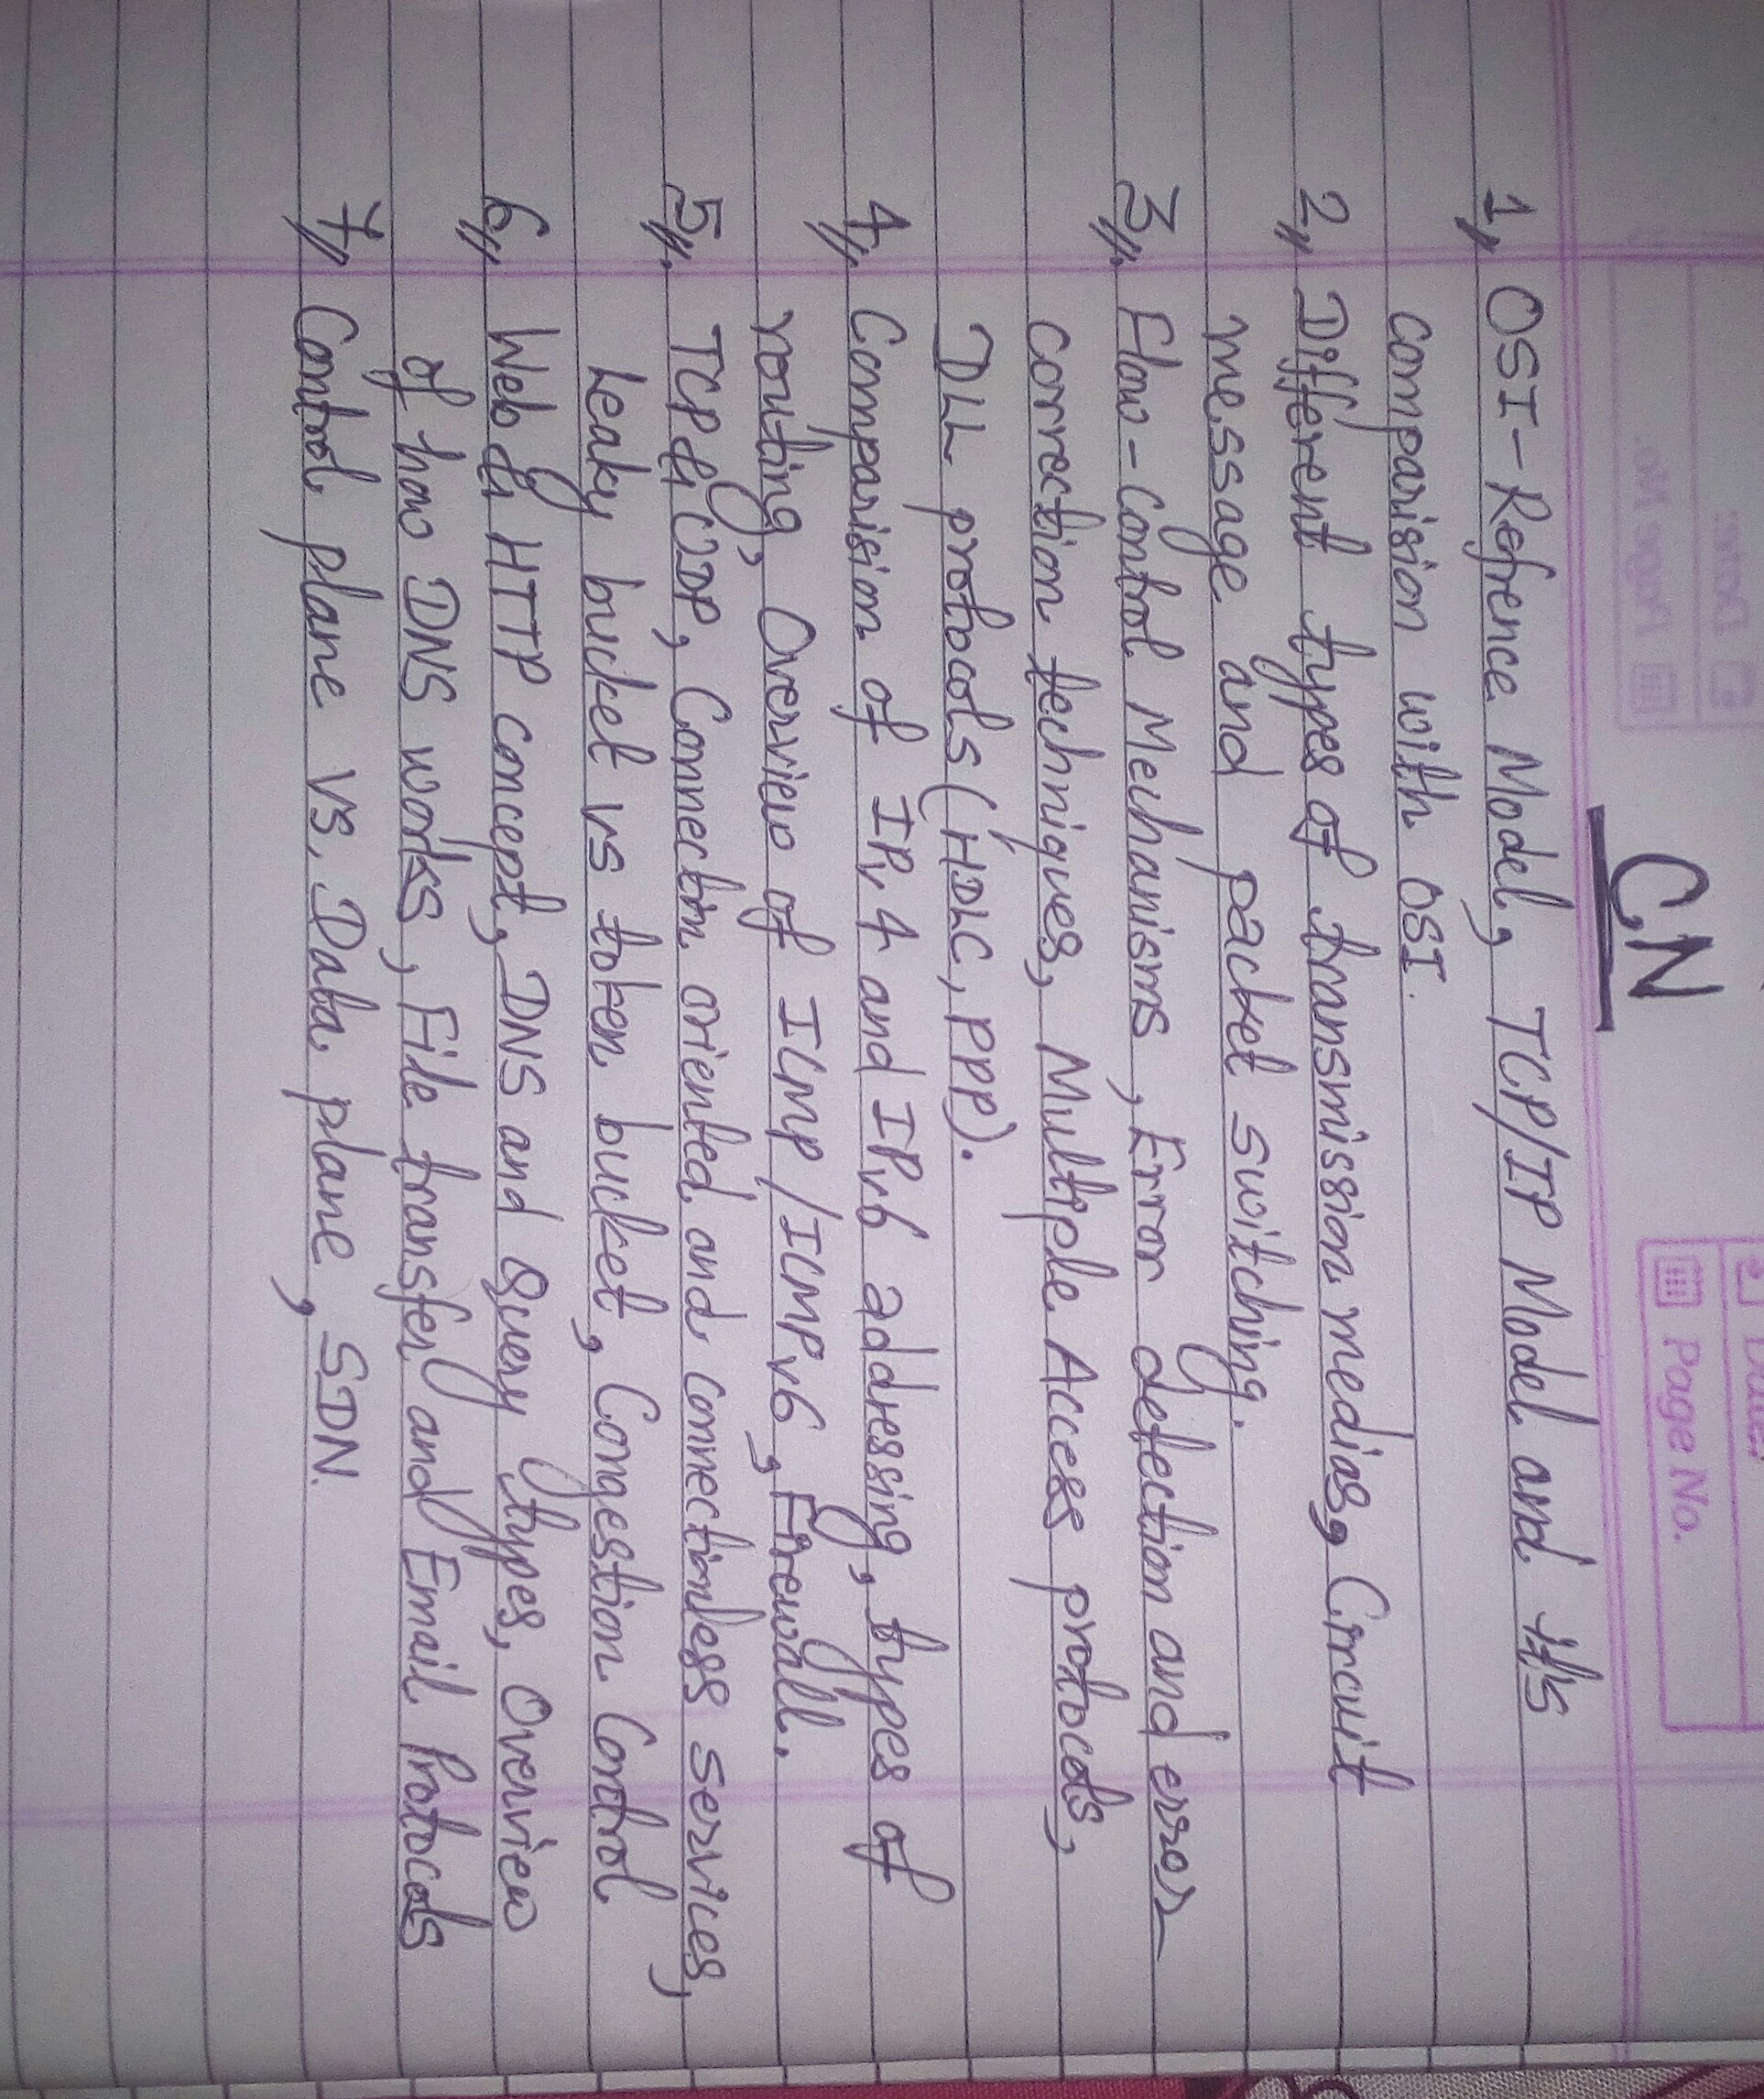 Date:
Page No.
CN
1, OSI-Refrence Model, TCP/IP Model and it's
comparision with OSI.
2, Different types of transmission medias, Circuit
message and packet switching.
3, Flow-Control Mechanisms, Error detection and error
correction techniques, Multiple Access protocols,
DLL protocols (HDLC, PPP).
4, Comparision of IPv4 and IPv6 addressing, types of
routing, Overview of ICMP/ICMPv6, Firewall.
5,. TCP & UDP, Connection oriented and connectionless services,
Leaky bucket vs token bucket, Congestion Control
6, Web & HTTP concept, DNS and Query types, Overview
of how DNS works, File transfer and Email Protocols
7, Control plane vs. Data plane, SDN.